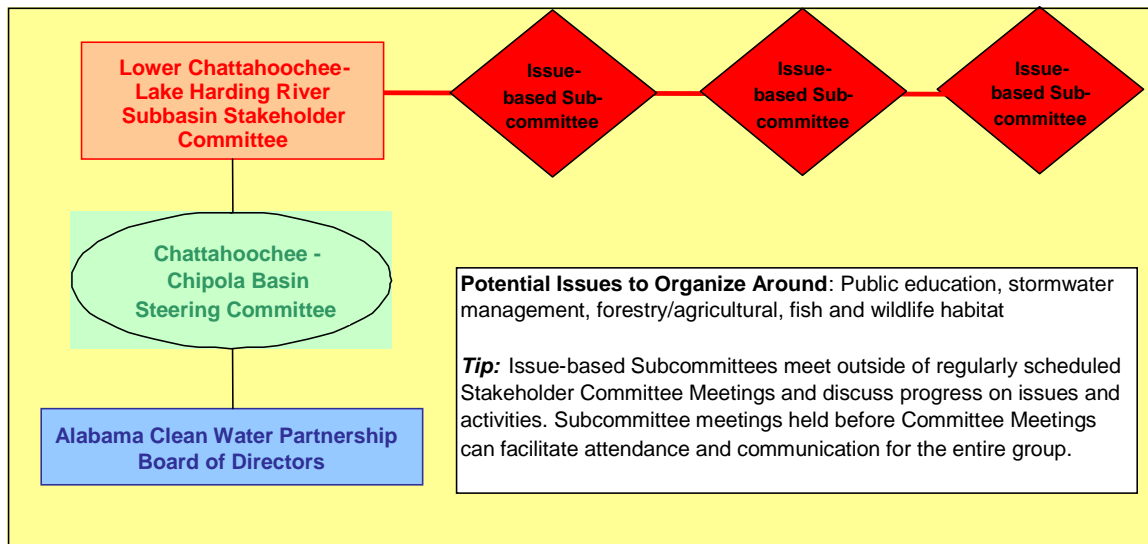 Lower Chattahoochee-
Lake Harding River
Subbasin Stakeholder
Committee
Issue-
based Sub-
committee
Issue-
based Sub-
committee
Issue-
based Sub-
committee
Chattahoochee -
Chipola Basin
Steering Committee
Alabama Clean Water Partnership
Board of Directors
Potential Issues to Organize Around: Public education, stormwater
management, forestry/agricultural, fish and wildlife habitat
Tip: Issue-based Subcommittees meet outside of regularly scheduled
Stakeholder Committee Meetings and discuss progress on issues and
activities. Subcommittee meetings held before Committee Meetings
can facilitate attendance and communication for the entire group.